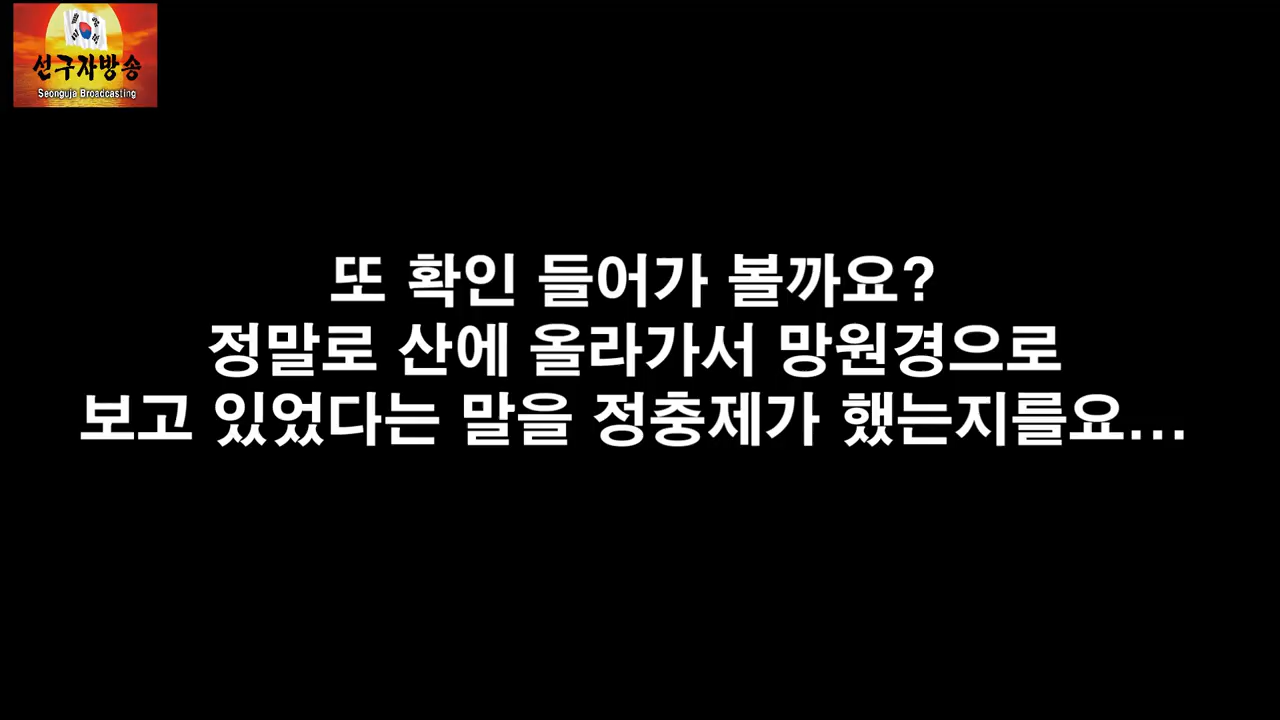 선구자방송
Seonguja Broadcasting
또 확인 들어가 볼까요?
정말로 산에 올라가서 망원경으로
보고 있었다는 말을 정충제가 했는지를요...